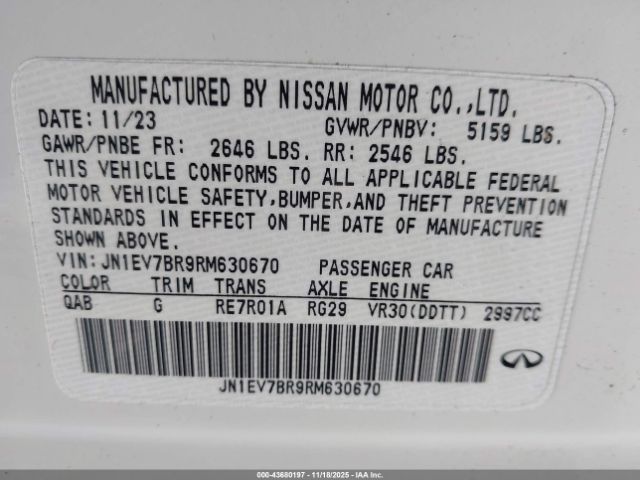 MANUFACTURED BY NISSAN MOTOR CO.,LTD.
DATE: 11/23 GVWR/PNBV: 5159 LBS.
GAWR/PNBE FR: 2646 LBS. RR: 2546 LBS.
THIS VEHICLE CONFORMS TO ALL APPLICABLE FEDERAL
MOTOR VEHICLE SAFETY,BUMPER,AND THEFT PREVENTION
STANDARDS IN EFFECT ON THE DATE OF MANUFACTURE
SHOWN ABOVE.
VIN:JN1EV7BR9RM630670 PASSENGER CAR
COLOR TRIM TRANS AXLE ENGINE
QAB G RE7R01A RG29 VR30(DDTT) 2997CC
JN1EV7BR9RM630670
000-43680197 - 11/18/2025 - IAAI.COM